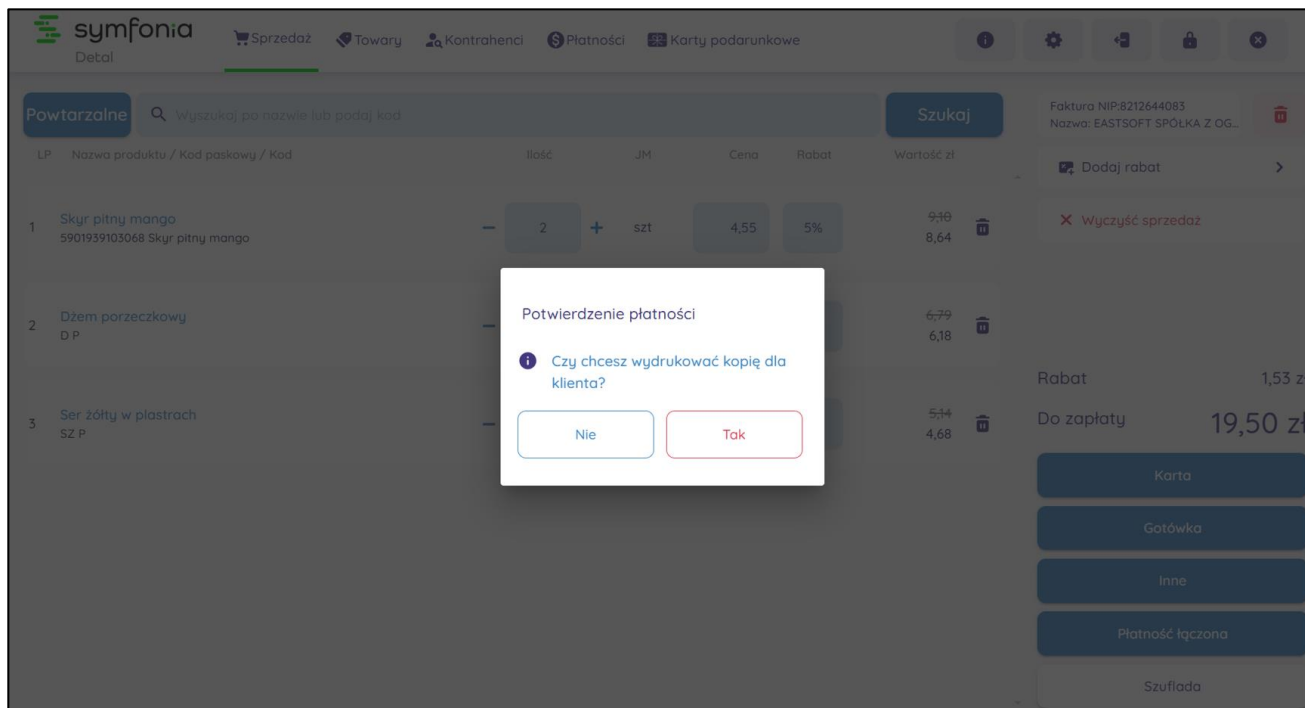 symfonia
Detal
Sprzedaż Towary Kontrahenci Płatności Karty podarunkowe
Powtarzalne Wyszukaj po nazwie lub podaj kod Szukaj
Faktura NIP:8212644083
Nazwa: EASTSOFT SPÓŁKA Z OG...
LP Nazwa produktu / Kod paskowy / Kod Ilość JM Cena Rabat Wartość zł
Dodaj rabat
Wyczyść sprzedaż
1 Skyr pitny mango
5901939103068 Skyr pitny mango
2 szt 4,55 5% 9,10
8,64
2 Dżem porzeczkowy
D P
6,79
6,18
3 Ser żółty w plastrach
SZ P
5,14
4,68
Potwierdzenie płatności
Czy chcesz wydrukować kopię dla
klienta?
Nie Tak
Rabat 1,53 zł
Do zapłaty 19,50 zł
Karta
Gotówka
Inne
Płatność łączona
Szuflada